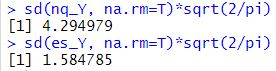 > sd(nq_Y, na.rm=T)*sqrt(2/pi)
[1] 4.294979
> sd(es_Y, na.rm=T)*sqrt(2/pi)
[1] 1.584785